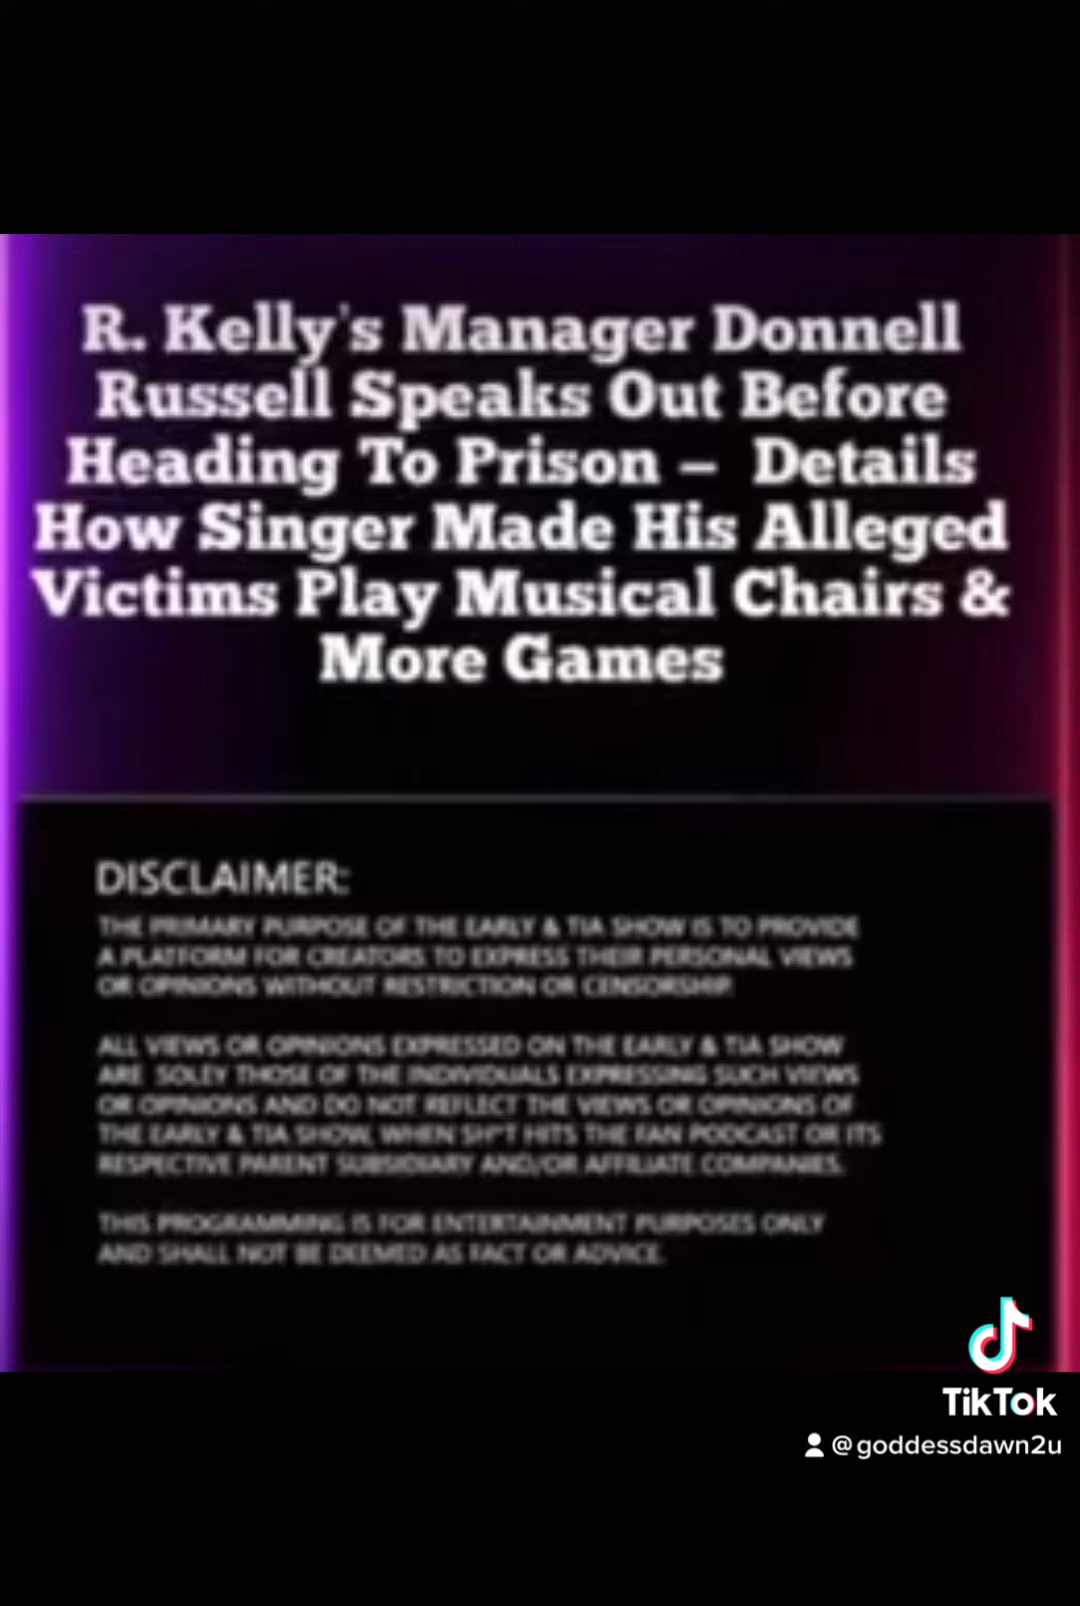 R. Kelly's Manager Donnell
Russell Speaks Out Before
Heading To Prison – Details
How Singer Made His Alleged
Victims Play Musical Chairs &
More Games
DISCLAIMER:
THE PRIMARY PURPOSE OF THE EARLY & TIA SHOW IS TO PROVIDE
A PLATFORM FOR CREATORS TO EXPRESS THEIR PERSONAL VIEWS
OR OPINIONS WITHOUT RESTRICTION OR CENSORSHIP.
ALL VIEWS OR OPINIONS EXPRESSED ON THE EARLY & TIA SHOW
ARE SOLEY THOSE OF THE INDIVIDUALS EXPRESSING SUCH VIEWS
OR OPINIONS AND DO NOT REFLECT THE VIEWS OR OPINIONS OF
THE EARLY & TIA SHOW, WHEN SH*T HITS THE FAN PODCAST OR ITS
RESPECTIVE PARENT SUBSIDIARY AND/OR AFFILIATE COMPANIES.
THIS PROGRAMMING IS FOR ENTERTAINMENT PURPOSES ONLY
AND SHALL NOT BE DEEMED AS FACT OR ADVICE.
TikTok
@goddessdawn2u